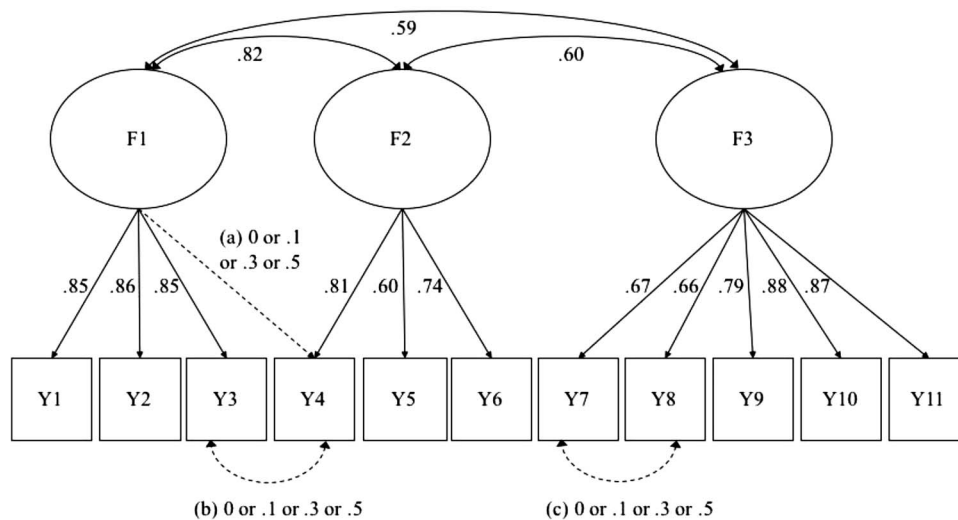 .59
.82
.60
F1
F2
F3
(a) 0 or .1
or .3 or .5
.85
.86
.85
.81
.60
.74
.67
.66
.79
.88
.87
Y1
Y2
Y3
Y4
Y5
Y6
Y7
Y8
Y9
Y10
Y11
(b) 0 or .1 or .3 or .5
(c) 0 or .1 or .3 or .5